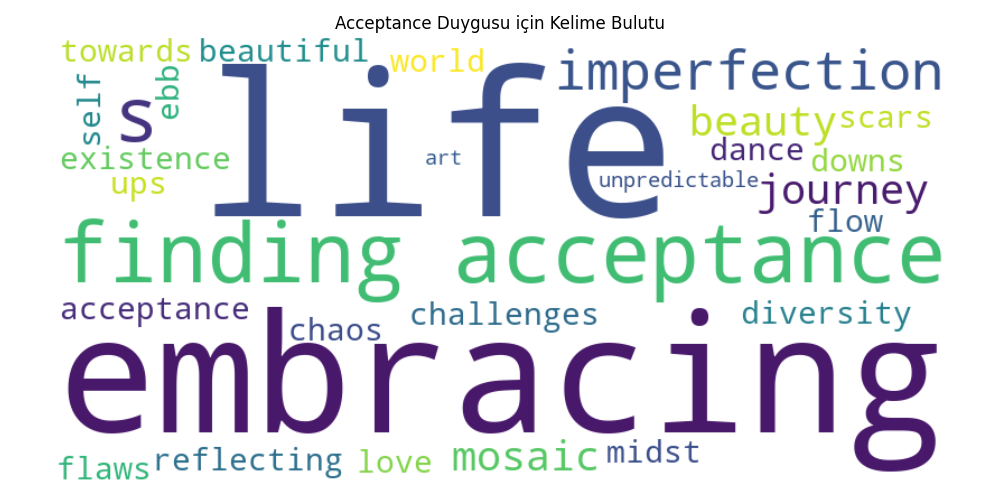 Acceptance Duygusu için Kelime Bulutu
towards beautiful world imperfection
self s ebb life beauty scars
existence art dance downs
ups unpredictable journey
flow
finding acceptance
acceptance chaos challenges diversity
embracing
flaws reflecting love mosaic midst